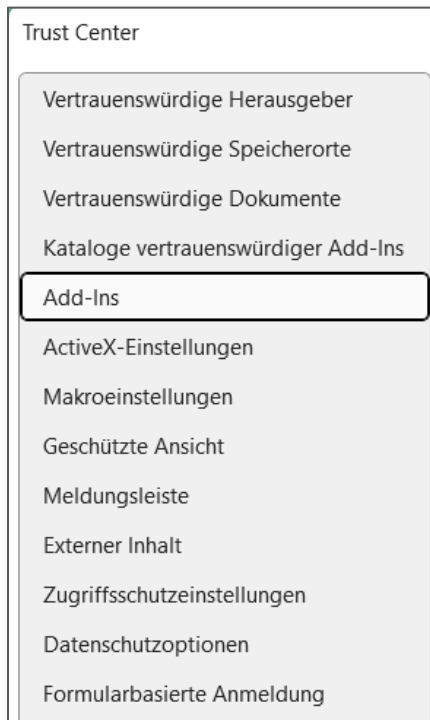 Trust Center
Vertrauenswürdige Herausgeber
Vertrauenswürdige Speicherorte
Vertrauenswürdige Dokumente
Kataloge vertrauenswürdiger Add-Ins
Add-Ins
ActiveX-Einstellungen
Makroeinstellungen
Geschützte Ansicht
Meldungsleiste
Externer Inhalt
Zugriffsschutzeinstellungen
Datenschutzoptionen
Formularbasierte Anmeldung